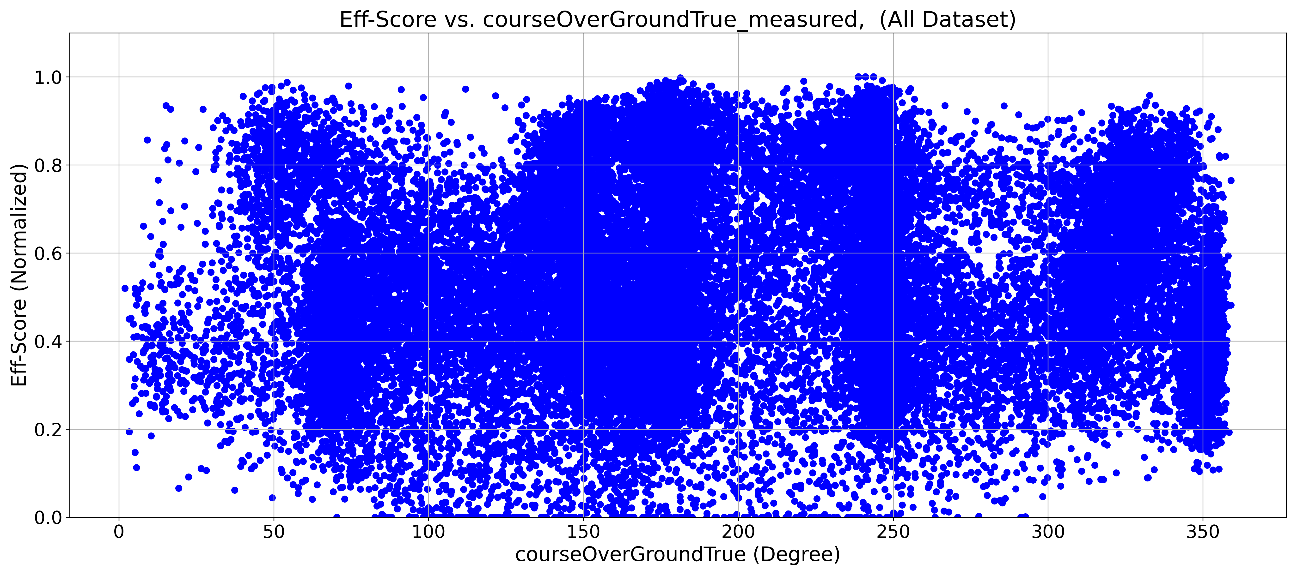 Eff-Score vs. courseOverGroundTrue_measured,  (All Dataset)
Eff-Score (Normalized)
1.0
0.8
0.6
0.4
0.2
0.0
0 50 100 150 200 250 300 350
courseOverGroundTrue (Degree)